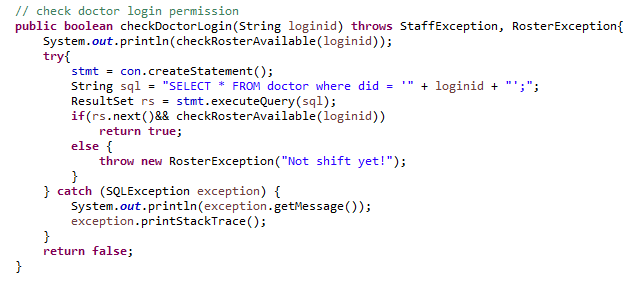 // check doctor login permission
public boolean checkDoctorLogin(String loginid) throws StaffException, RosterException{
    System.out.println(checkRosterAvailable(loginid));
    try{
        stmt = con.createStatement();
        String sql = "SELECT * FROM doctor where did = '" + loginid + "';";
        ResultSet rs = stmt.executeQuery(sql);
        if(rs.next()&& checkRosterAvailable(loginid))
            return true;
        else {
            throw new RosterException("Not shift yet!");
        }
    } catch (SQLException exception) {
        System.out.println(exception.getMessage());
        exception.printStackTrace();
    }
    return false;
}